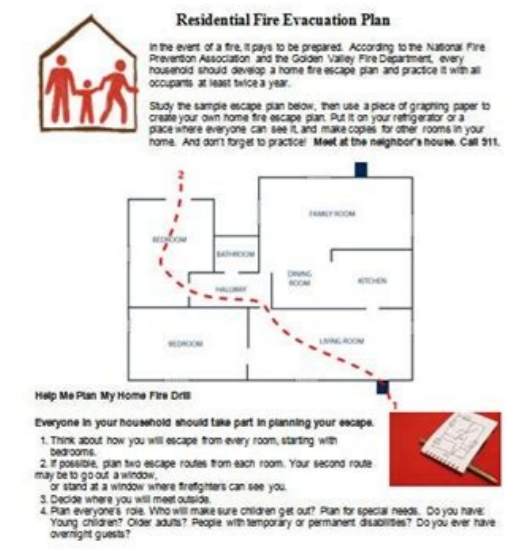 Residential Fire Evacuation Plan
In the event of a fire, it pays to be prepared. According to the National Fire
Prevention Association and the Golden Valley Fire Department, every
household should develop a home fire escape plan and practice it with all
occupants at least twice a year.
Study the sample escape plan below, then use a piece of graphing paper to
create your own home fire escape plan. Put it on your refrigerator or a
place where everyone can see it, and make copies for other rooms in your
home. And don't forget to practice! Meet at the neighbor's house. Call 911.
2
FAMILY ROOM
BEDROOM
BATHROOM
DINING
ROOM
KITCHEN
HALLWAY
BEDROOM
LIVING ROOM
1
Help Me Plan My Home Fire Drill
Everyone in your household should take part in planning your escape.
1. Think about how you will escape from every room, starting with
bedrooms.
2. If possible, plan two escape routes from each room. Your second route
may be to go out a window,
or stand at a window where firefighters can see you.
3. Decide where you will meet outside.
4. Plan everyone's role. Who will make sure children get out? Plan for special needs. Do you have:
Young children? Older adults? People with temporary or permanent disabilities? Do you ever have
overnight guests?